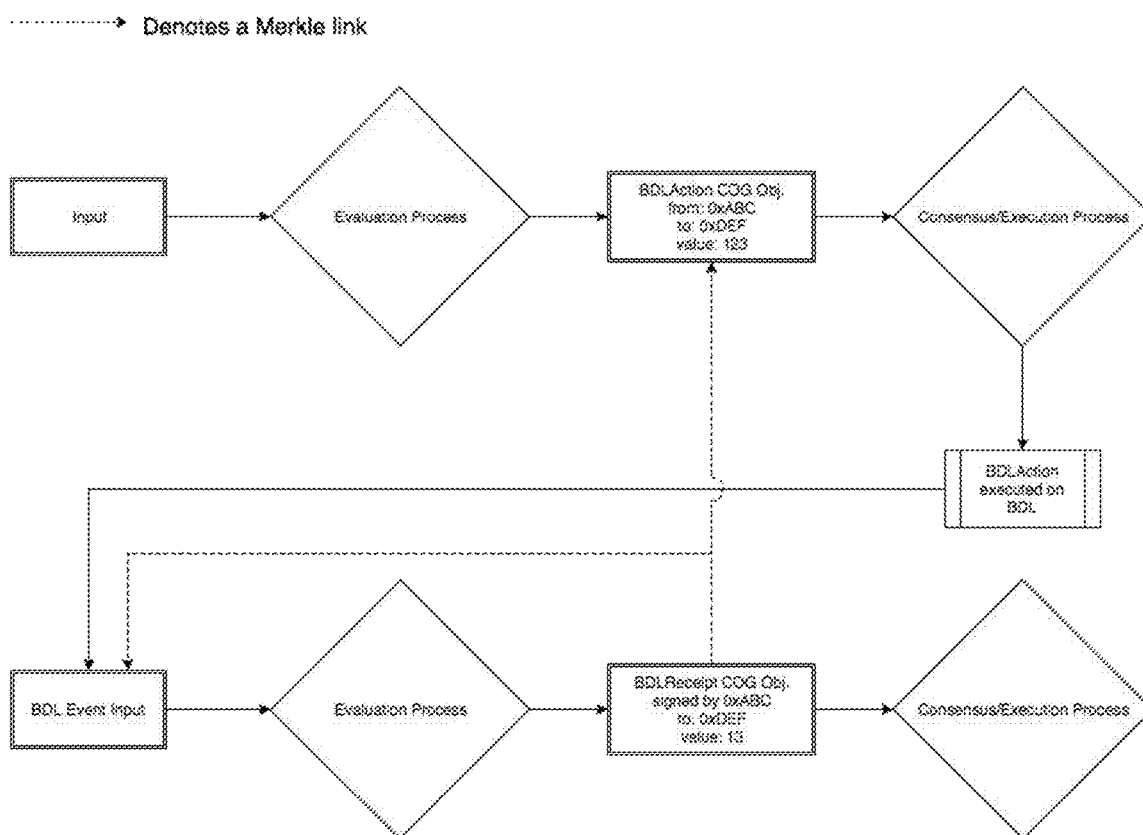 Denotes a Merkle link
Input
Evaluation Process
BDLAction COG Obj.
from: 0xABC
to: 0xDEF
value: 123
Consensus/Execution Process
BDLAction
executed on
BDL
BDL Event Input
Evaluation Process
BDLReceipt COG Obj.
signed by 0xABC
to: 0xDEF
value: 13
Consensus/Execution Process